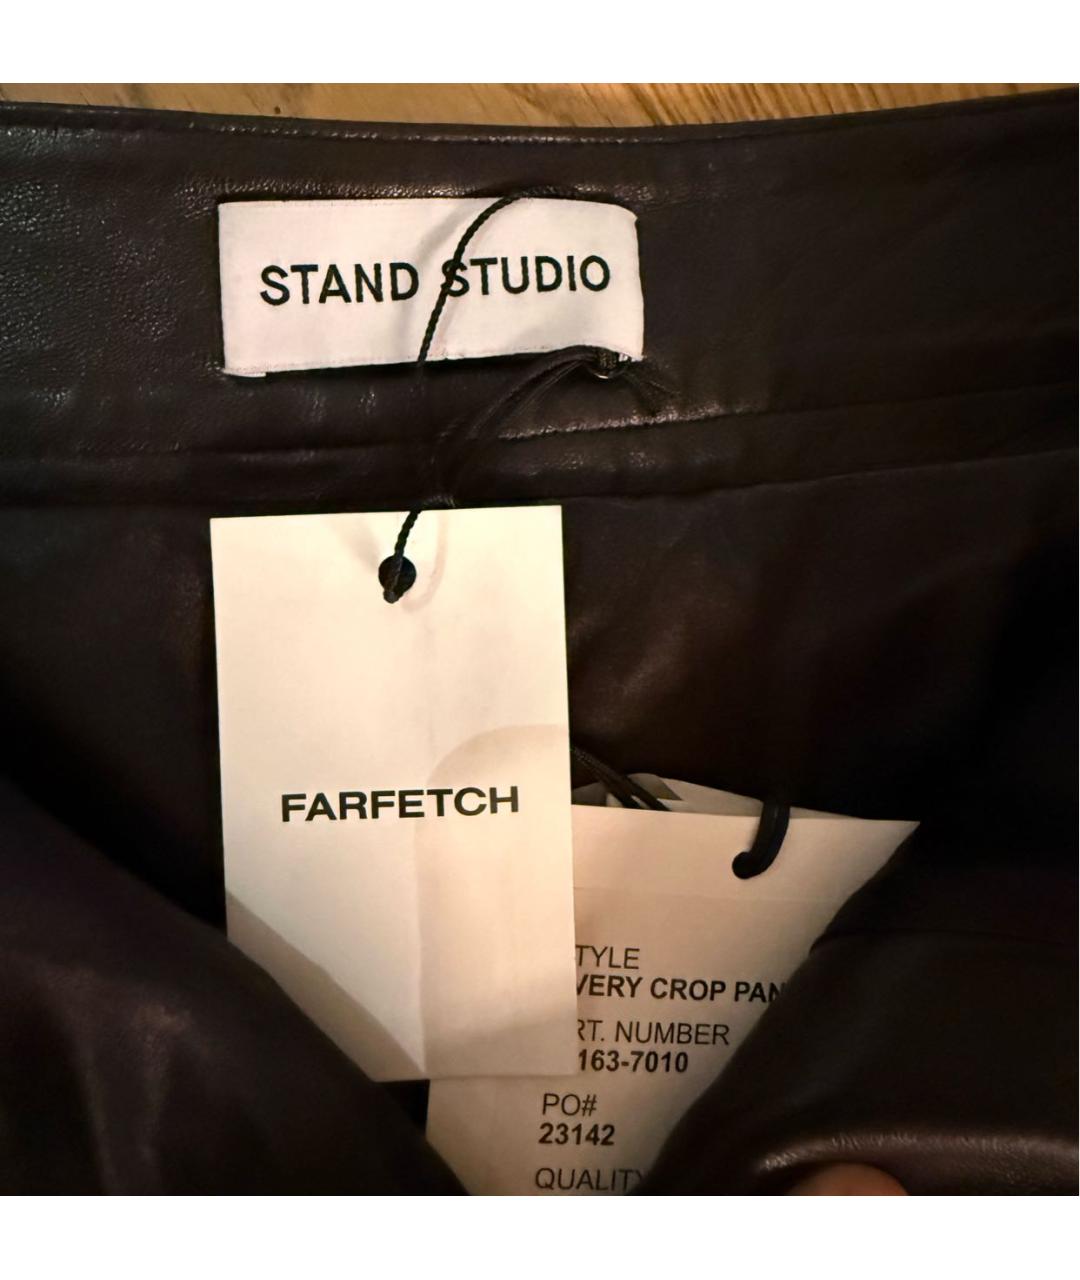 STAND STUDIO
FARFETCH
TYLE
VERY CROP PAN
RT. NUMBER
163-7010
PO#
23142
QUALITY